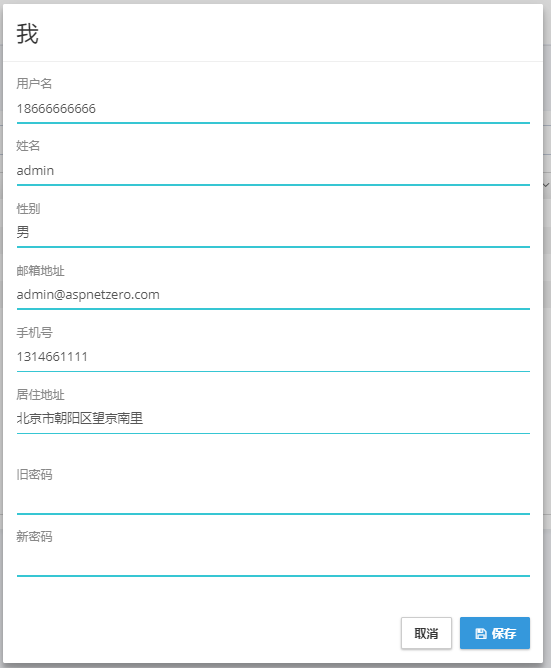 我
用户名
18666666666
姓名
admin
性别
男
邮箱地址
admin@aspnetzero.com
手机号
1314661111
居住地址
北京市朝阳区望京南里
旧密码
新密码
取消 保存